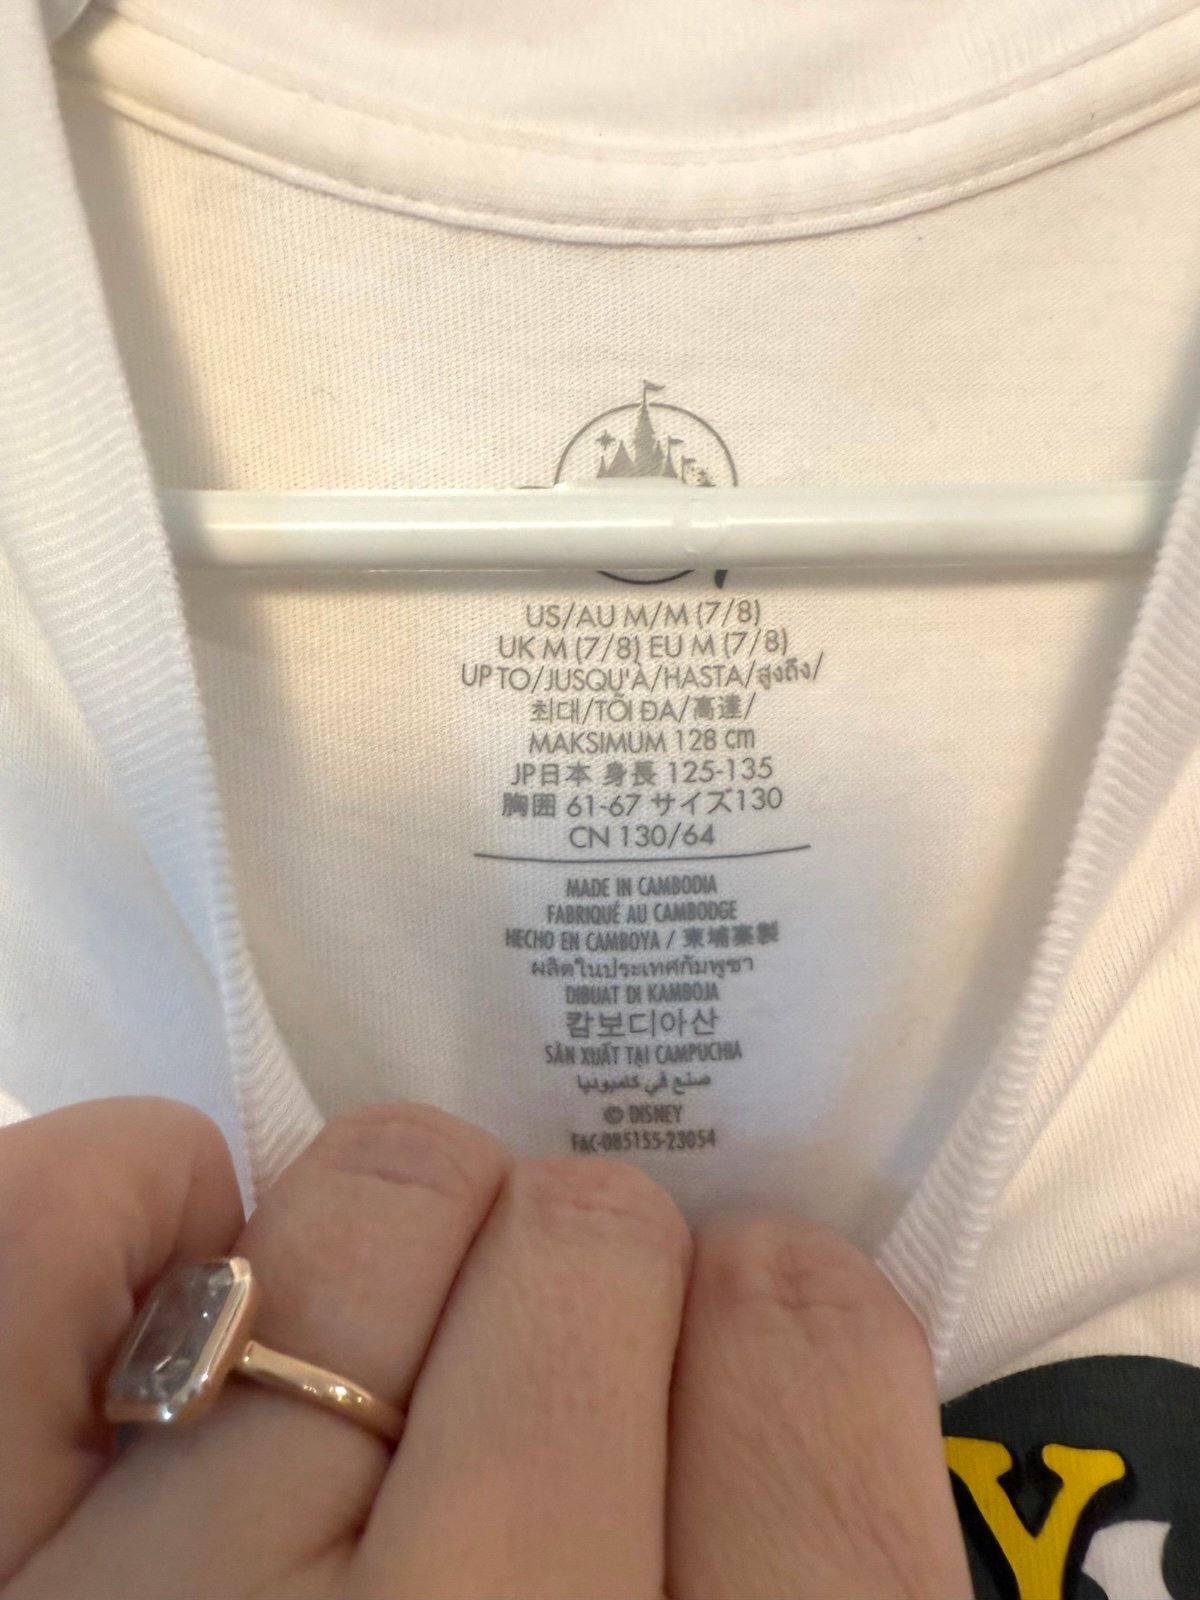 US/AU M/M (7/8)
UK M (7/8) EU M (7/8)
UP TO/JUSQU'À/HASTA/สูงถึง/
최대/TỐI ĐA/高達/
MAKSIMUM 128 cm
JP日本 身長 125-135
胸囲 61-67 サイズ130
CN 130/64
MADE IN CAMBODIA
FABRIQUÉ AU CAMBODGE
HECHO EN CAMBOYA / 柬埔寨製
ผลิตในประเทศกัมพูชา
DIBUAT DI KAMBOJA
캄보디아산
SẢN XUẤT TẠI CAMPUCHIA
صنع في كامبوديا
© DISNEY
FAC-085155-23054
Y